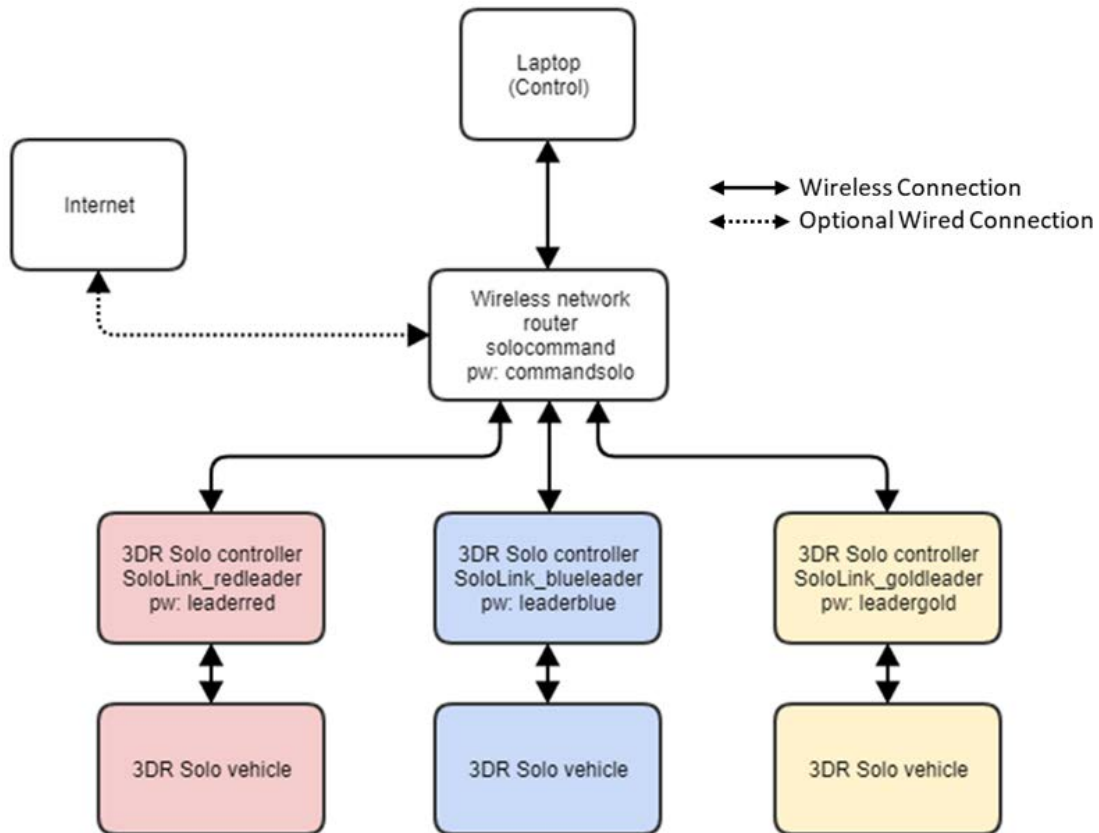 Laptop
(Control)
Internet
Wireless Connection
Optional Wired Connection
Wireless network
router
solocommand
pw: commandsolo
3DR Solo controller
SoloLink_redleader
pw: leaderred
3DR Solo controller
SoloLink_blueleader
pw: leaderblue
3DR Solo controller
SoloLink_goldleader
pw: leadergold
3DR Solo vehicle
3DR Solo vehicle
3DR Solo vehicle